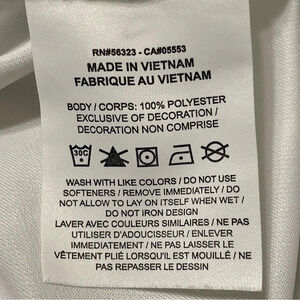 RN#56323 - CA#05553
MADE IN VIETNAM
FABRIQUE AU VIETNAM
BODY / CORPS: 100% POLYESTER
EXCLUSIVE OF DECORATION /
DECORATION NON COMPRISE
30C
WASH WITH LIKE COLORS / DO NOT USE
SOFTENERS / REMOVE IMMEDIATELY / DO
NOT ALLOW TO LAY ON ITSELF WHEN WET /
DO NOT IRON DESIGN
LAVER AVEC COULEURS SIMILAIRES / NE PAS
UTILISER D'ADOUCISSEUR / ENLEVER
IMMEDIATEMENT / NE PAS LAISSER LE
VÊTEMENT PLIÉ LORSQU'IL EST MOUILLÉ / NE
PAS REPASSER LE DESSIN